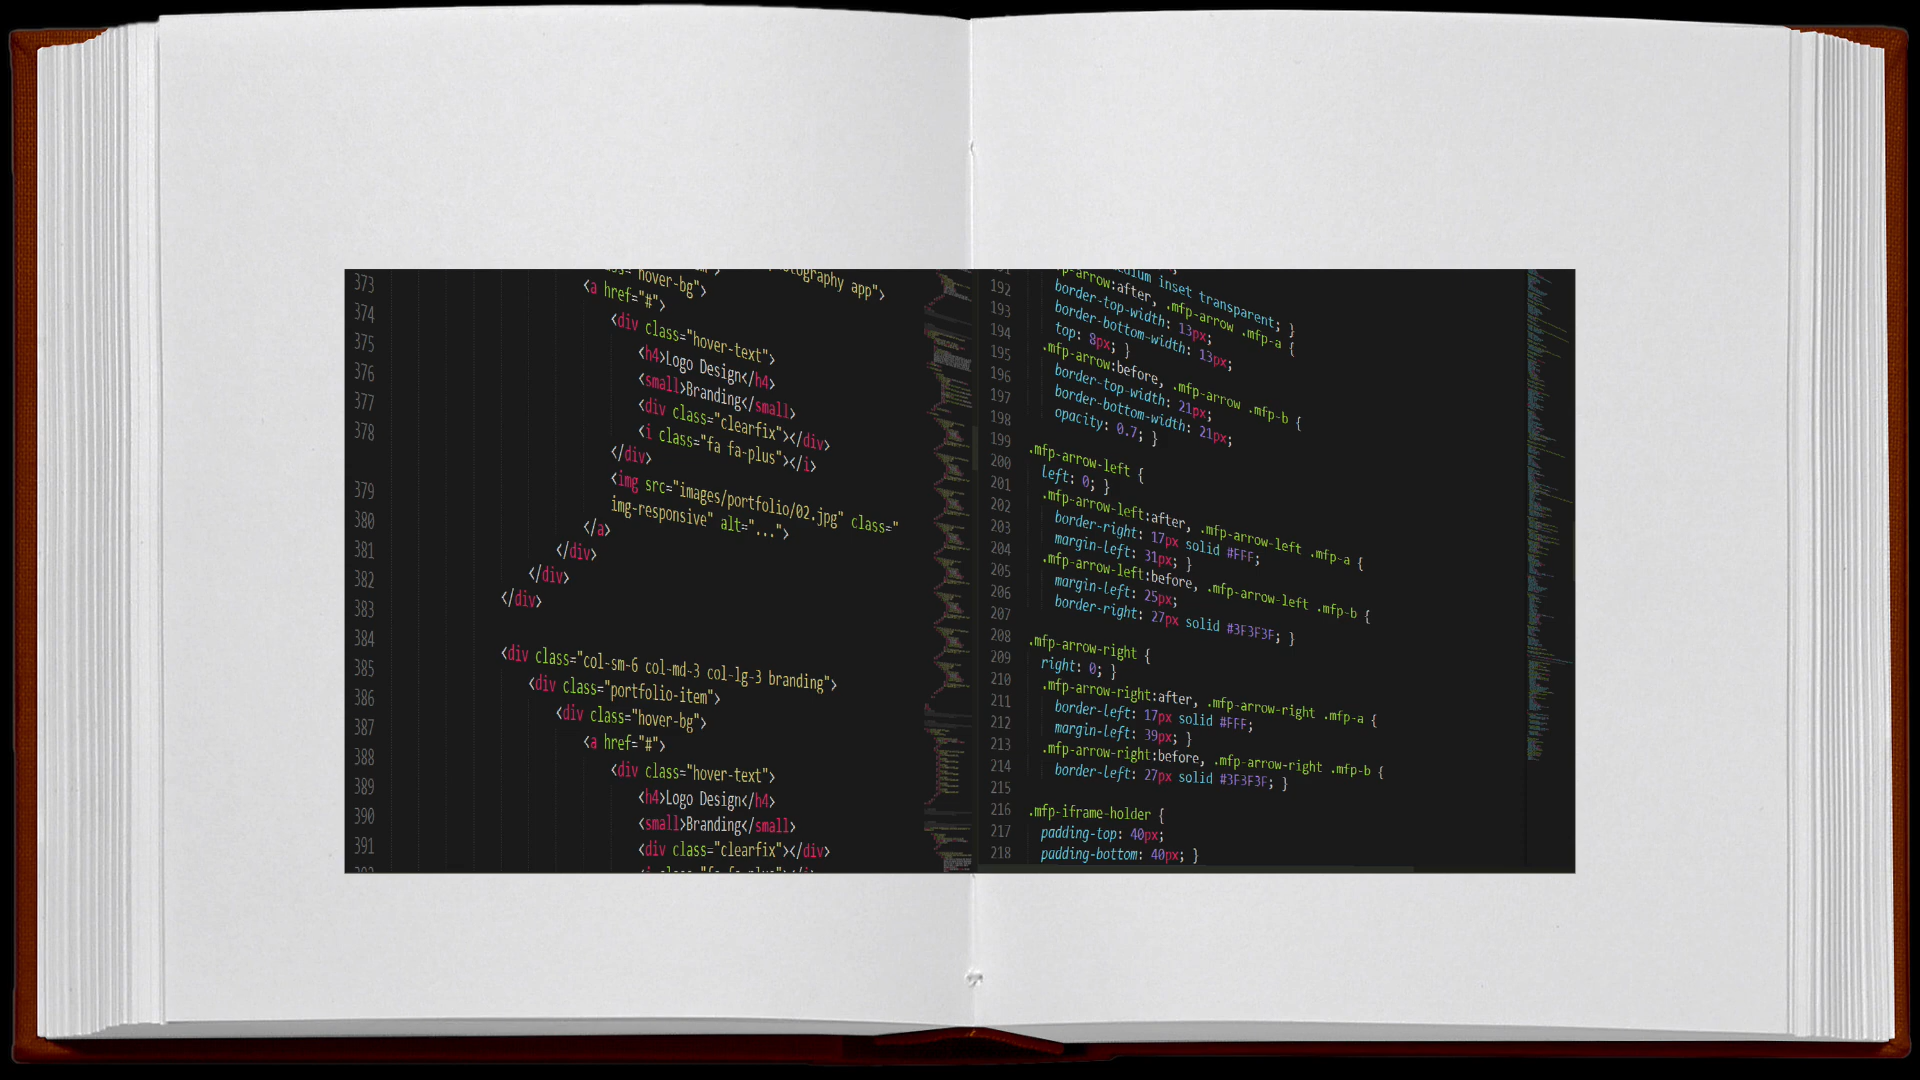 373
374
375
376
377
378
379
380
381
382
383
384
385
386
387
388
389
390
391
hover-bg">
<a href="#">
<div class="hover-text">
<h4>Logo Design</h4>
<small>Branding</small>
<div class="clearfix"></div>
<i class="fa fa-plus"></i>
</div>
<img src="images/portfolio/02.jpg" class="
img-responsive" alt="...">
</a>
</div>
</div>
</div>
<div class="col-sm-6 col-md-3 col-lg-3 branding">
<div class="portfolio-item">
<div class="hover-bg">
<a href="#">
<div class="hover-text">
<h4>Logo Design</h4>
<small>Branding</small>
<div class="clearfix"></div>
app">
192
193
194
195
196
197
198
199
200
201
202
203
204
205
206
207
208
209
210
211
212
213
214
215
216
217
218
inset transparent; }
.mfp-arrow:after, .mfp-arrow .mfp-a {
border-top-width: 13px;
border-bottom-width: 13px;
top: 8px; }
.mfp-arrow:before, .mfp-arrow .mfp-b {
border-top-width: 21px;
border-bottom-width: 21px;
opacity: 0.7; }
.mfp-arrow-left {
left: 0; }
.mfp-arrow-left:after, .mfp-arrow-left .mfp-a {
border-right: 17px solid #FFF;
margin-left: 31px; }
.mfp-arrow-left:before, .mfp-arrow-left .mfp-b {
margin-left: 25px;
border-right: 27px solid #3F3F3F; }
.mfp-arrow-right {
right: 0; }
.mfp-arrow-right:after, .mfp-arrow-right .mfp-a {
border-left: 17px solid #FFF;
margin-left: 39px; }
.mfp-arrow-right:before, .mfp-arrow-right .mfp-b {
border-left: 27px solid #3F3F3F; }
.mfp-iframe-holder {
padding-top: 40px;
padding-bottom: 40px; }